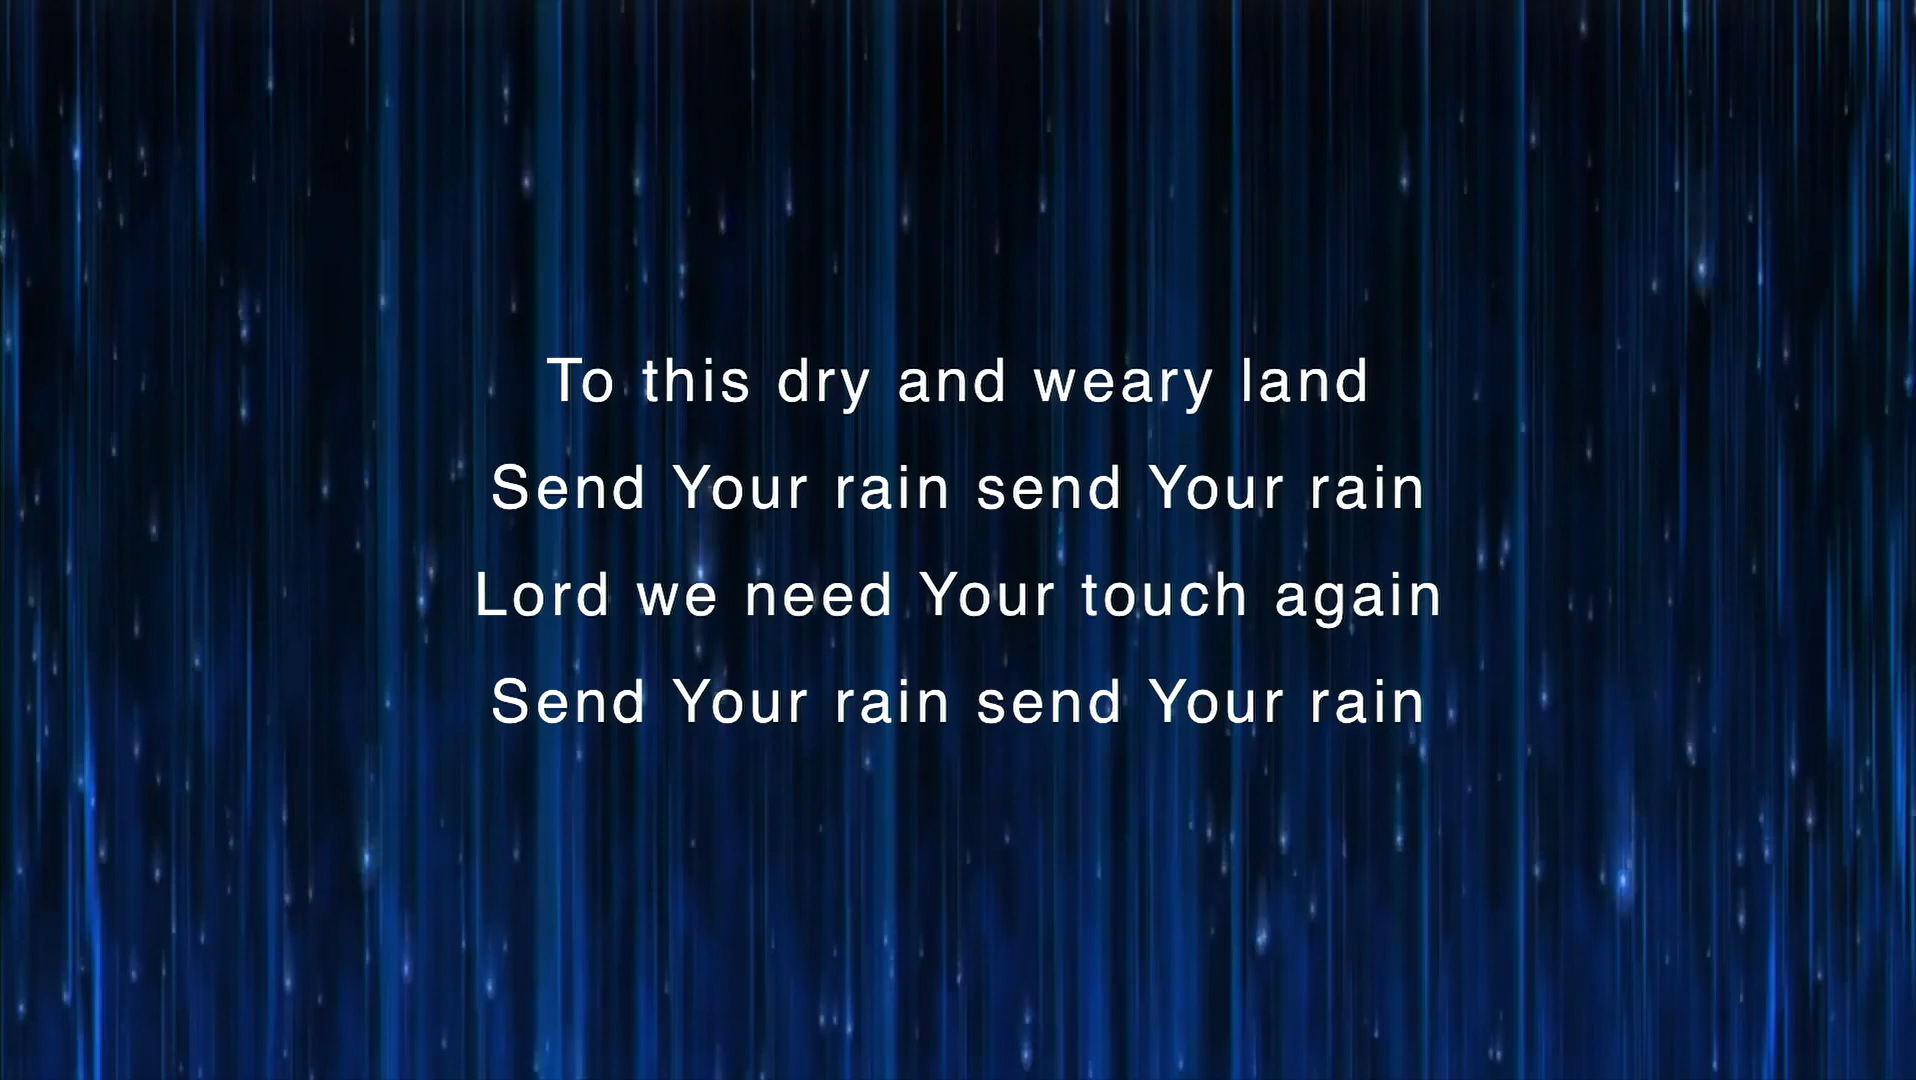 To this dry and weary land
Send Your rain send Your rain
Lord we need Your touch again
Send Your rain send Your rain